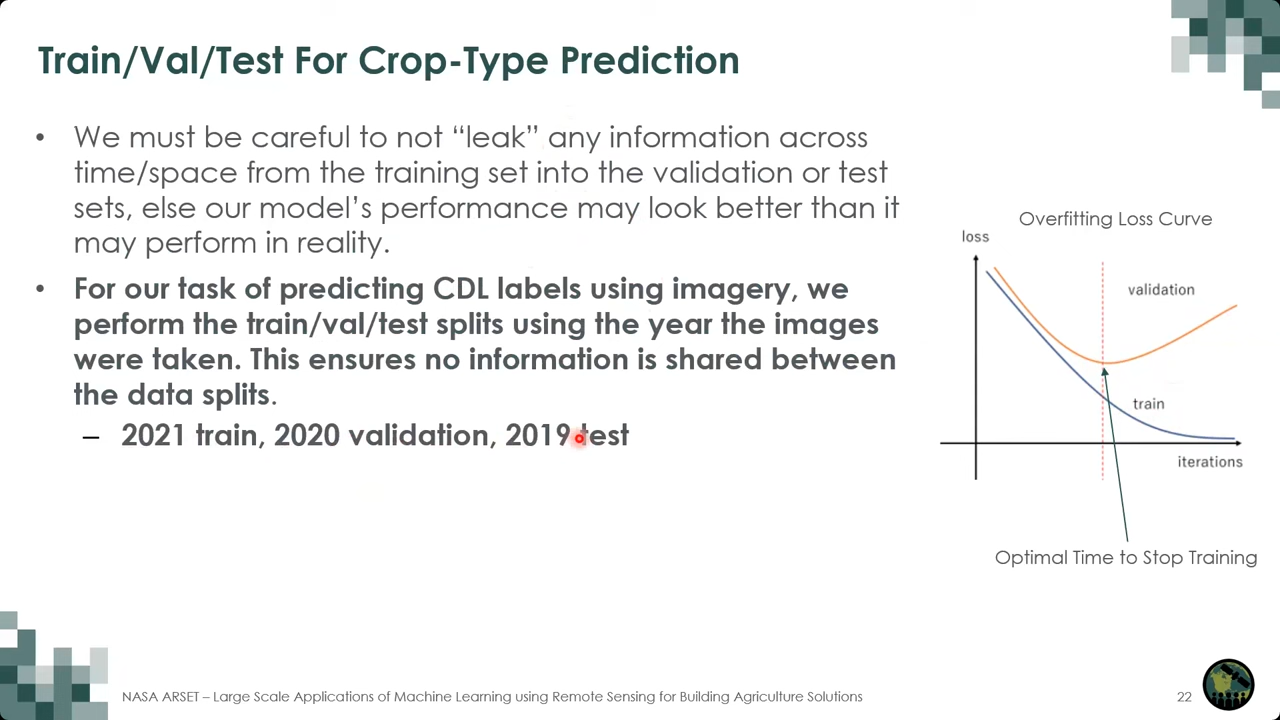 Train/Val/Test For Crop-Type Prediction
• We must be careful to not “leak” any information across
time/space from the training set into the validation or test
sets, else our model’s performance may look better than it
may perform in reality.
• For our task of predicting CDL labels using imagery, we
perform the train/val/test splits using the year the images
were taken. This ensures no information is shared between
the data splits.
– 2021 train, 2020 validation, 2019 test
Overfitting Loss Curve
loss
validation
train
iterations
Optimal Time to Stop Training
NASA ARSET – Large Scale Applications of Machine Learning using Remote Sensing for Building Agriculture Solutions
22